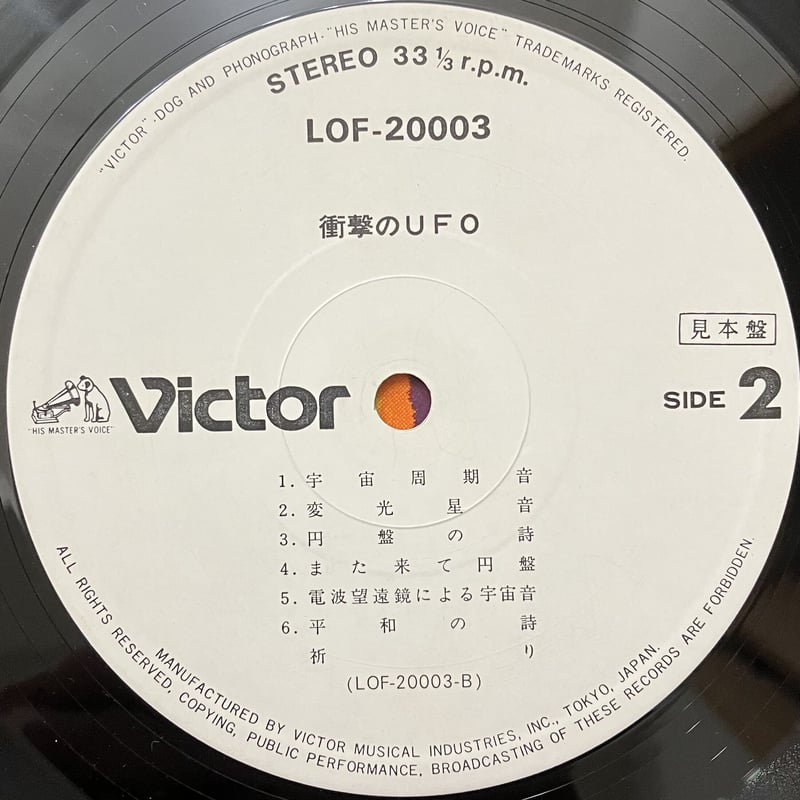 "VICTOR"-DOG AND PHONOGRAPH-"HIS MASTER'S VOICE" TRADEMARKS REGISTERED.
STEREO 33 1/3 r.p.m.
LOF-20003
衝撃のUFO
見本盤
"HIS MASTER'S VOICE"
Victor
SIDE 2
1. 宇宙周期音
2. 変光星音
3. 円盤の詩
4. また来て円盤
5. 電波望遠鏡による宇宙音
6. 平和の詩
祈り
(LOF-20003-B)
MANUFACTURED BY VICTOR MUSICAL INDUSTRIES, INC., TOKYO, JAPAN.
ALL RIGHTS RESERVED, COPYING, PUBLIC PERFORMANCE, BROADCASTING OF THESE RECORDS ARE FORBIDDEN.